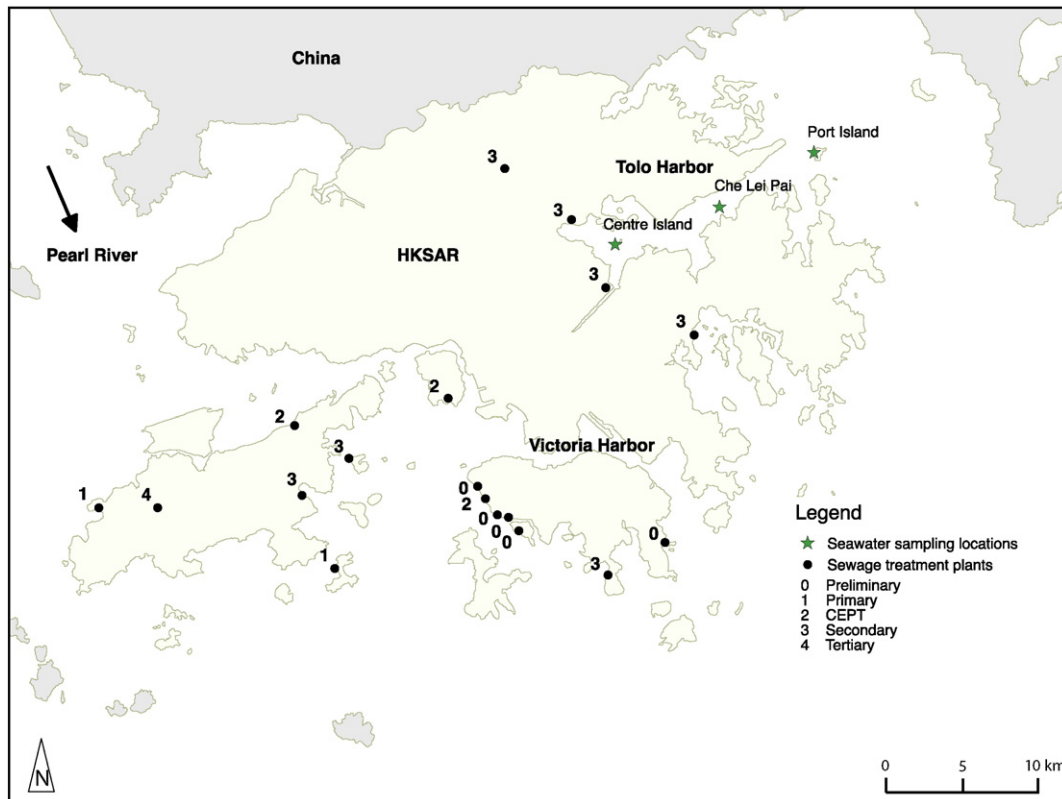 China
Port Island
3
Tolo Harbor
Che Lei Pai
3
Centre Island
Pearl River
HKSAR
3
3
2
2
Victoria Harbor
3
3
0
1
4
2
0
0
0
0
1
3
Legend
Seawater sampling locations
Sewage treatment plants
0 Preliminary
1 Primary
2 CEPT
3 Secondary
4 Tertiary
N
0 5 10 km